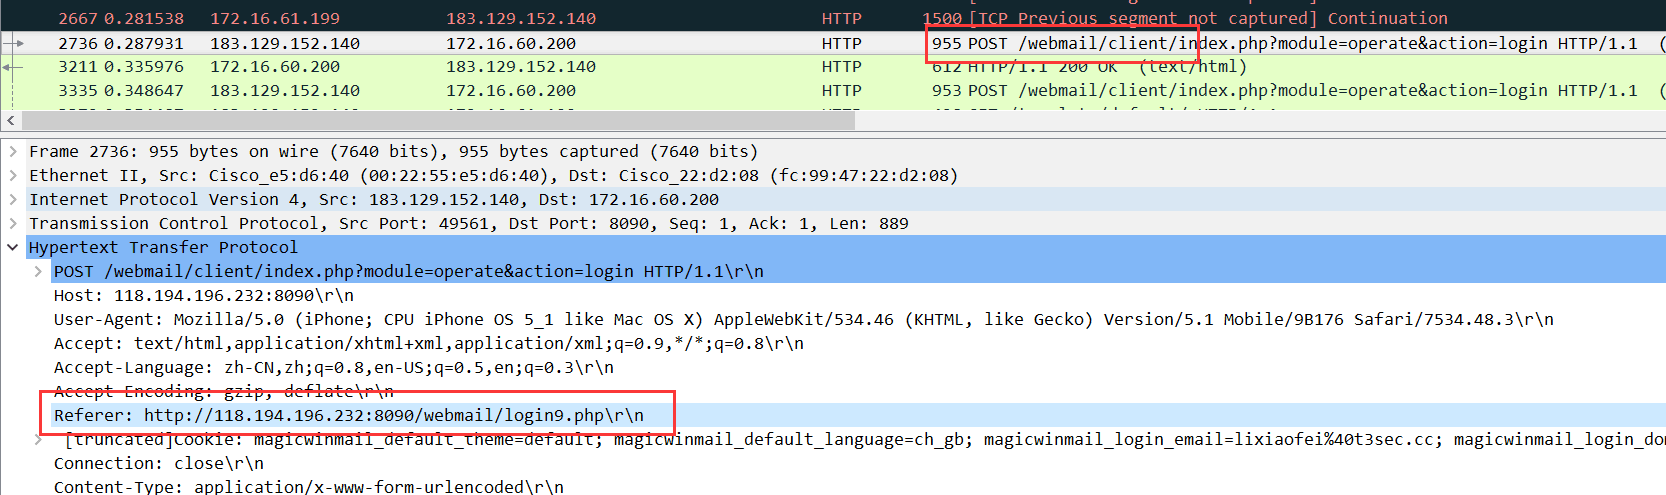 2667 0.281538 172.16.61.199 183.129.152.140 HTTP 1500 [TCP Previous segment not captured] Continuation
2736 0.287931 183.129.152.140 172.16.60.200 HTTP 955 POST /webmail/client/index.php?module=operate&action=login HTTP/1.1 (
3211 0.335976 172.16.60.200 183.129.152.140 HTTP 612 HTTP/1.1 200 OK (text/html)
3335 0.348647 183.129.152.140 172.16.60.200 HTTP 953 POST /webmail/client/index.php?module=operate&action=login HTTP/1.1 (
Frame 2736: 955 bytes on wire (7640 bits), 955 bytes captured (7640 bits)
Ethernet II, Src: Cisco_e5:d6:40 (00:22:55:e5:d6:40), Dst: Cisco_22:d2:08 (fc:99:47:22:d2:08)
Internet Protocol Version 4, Src: 183.129.152.140, Dst: 172.16.60.200
Transmission Control Protocol, Src Port: 49561, Dst Port: 8090, Seq: 1, Ack: 1, Len: 889
Hypertext Transfer Protocol
POST /webmail/client/index.php?module=operate&action=login HTTP/1.1\r\n
Host: 118.194.196.232:8090\r\n
User-Agent: Mozilla/5.0 (iPhone; CPU iPhone OS 5_1 like Mac OS X) AppleWebKit/534.46 (KHTML, like Gecko) Version/5.1 Mobile/9B176 Safari/7534.48.3\r\n
Accept: text/html,application/xhtml+xml,application/xml;q=0.9,*/*;q=0.8\r\n
Accept-Language: zh-CN,zh;q=0.8,en-US;q=0.5,en;q=0.3\r\n
Accept-Encoding: gzip, deflate\r\n
Referer: http://118.194.196.232:8090/webmail/login9.php\r\n
[truncated]Cookie: magicwinmail_default_theme=default; magicwinmail_default_language=ch_gb; magicwinmail_login_email=lixiaofei%40t3sec.cc; magicwinmail_login_do
Connection: close\r\n
Content-Type: application/x-www-form-urlencoded\r\n